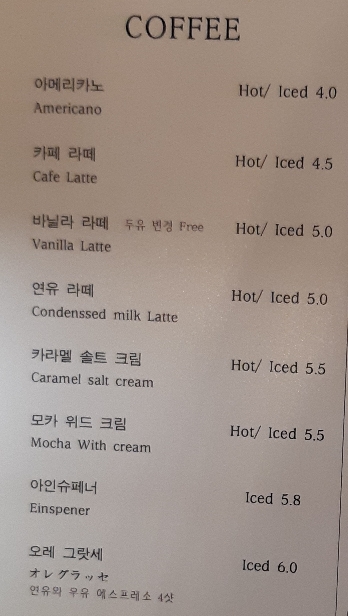 COFFEE
아메리카노 Hot/ Iced 4.0
Americano
카페 라떼 Hot/ Iced 4.5
Cafe Latte
바닐라 라떼 두유 변경 Free Hot/ Iced 5.0
Vanilla Latte
연유 라떼 Hot/ Iced 5.0
Condenssed milk Latte
카라멜 솔트 크림 Hot/ Iced 5.5
Caramel salt cream
모카 위드 크림 Hot/ Iced 5.5
Mocha With cream
아인슈페너 Iced 5.8
Einspener
오레 그랏세 Iced 6.0
オレグラッセ
연유의 우유 에스프레소 4샷